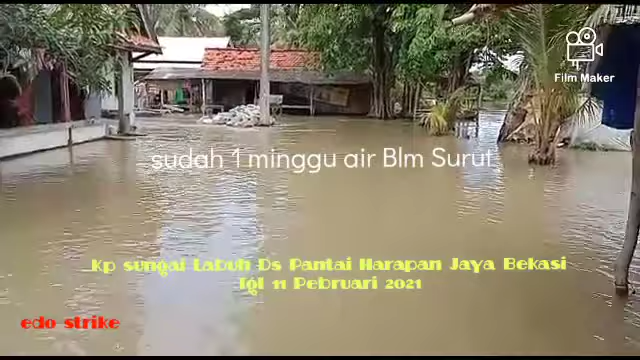 Film Maker
sudah 1 minggu air Blm Surut
Kp sungai Labuh Ds Pantai Harapan Jaya Bekasi
Tgl 11 Pebruari 2021
edo strike